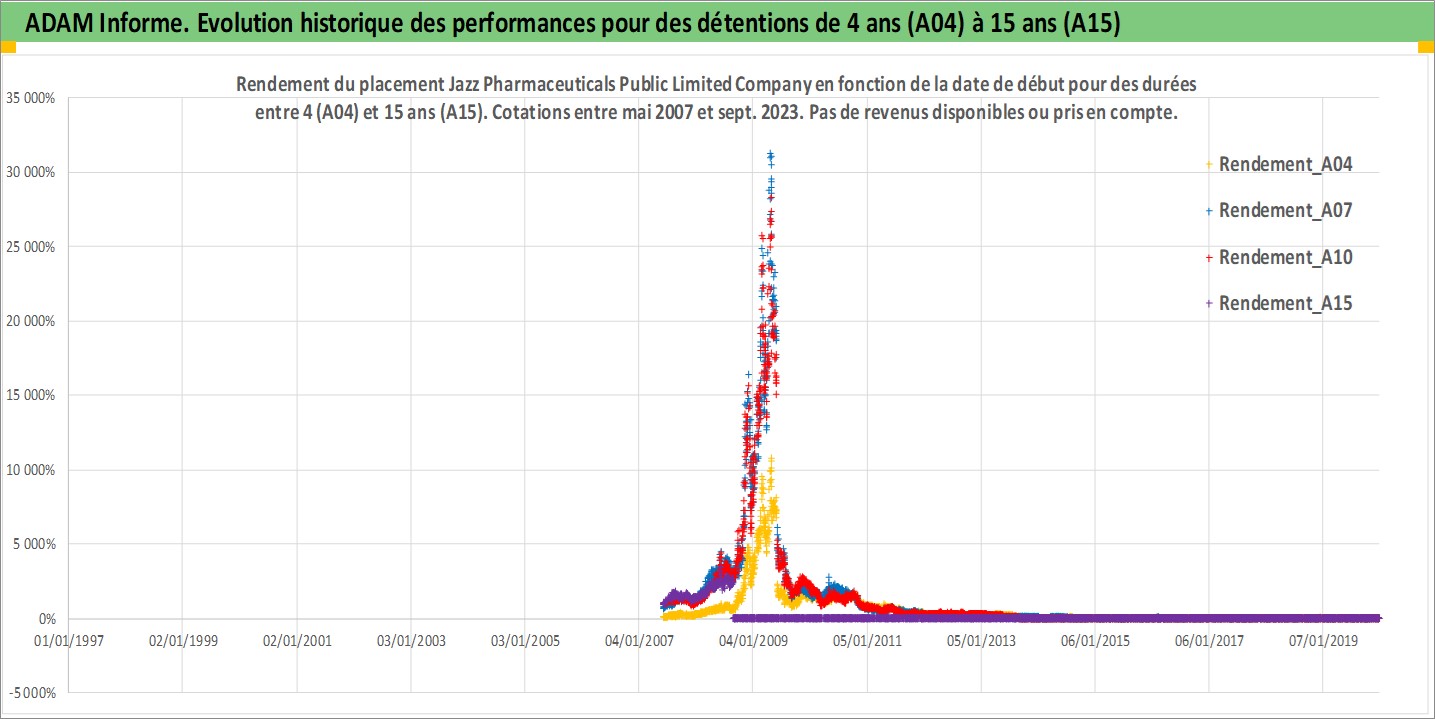 ADAM Informe. Evolution historique des performances pour des détentions de 4 ans (A04) à 15 ans (A15)
Rendement du placement Jazz Pharmaceuticals Public Limited Company en fonction de la date de début pour des durées
entre 4 (A04) et 15 ans (A15). Cotations entre mai 2007 et sept. 2023. Pas de revenus disponibles ou pris en compte.
35 000%
30 000%
25 000%
20 000%
15 000%
10 000%
5 000%
0%
-5000%
Rendement_A04
Rendement_A07
Rendement_A10
Rendement_A15
01/01/1997 02/01/1999 02/01/2001 03/01/2003 03/01/2005 04/01/2007 04/01/2009 05/01/2011 05/01/2013 06/01/2015 06/01/2017 07/01/2019